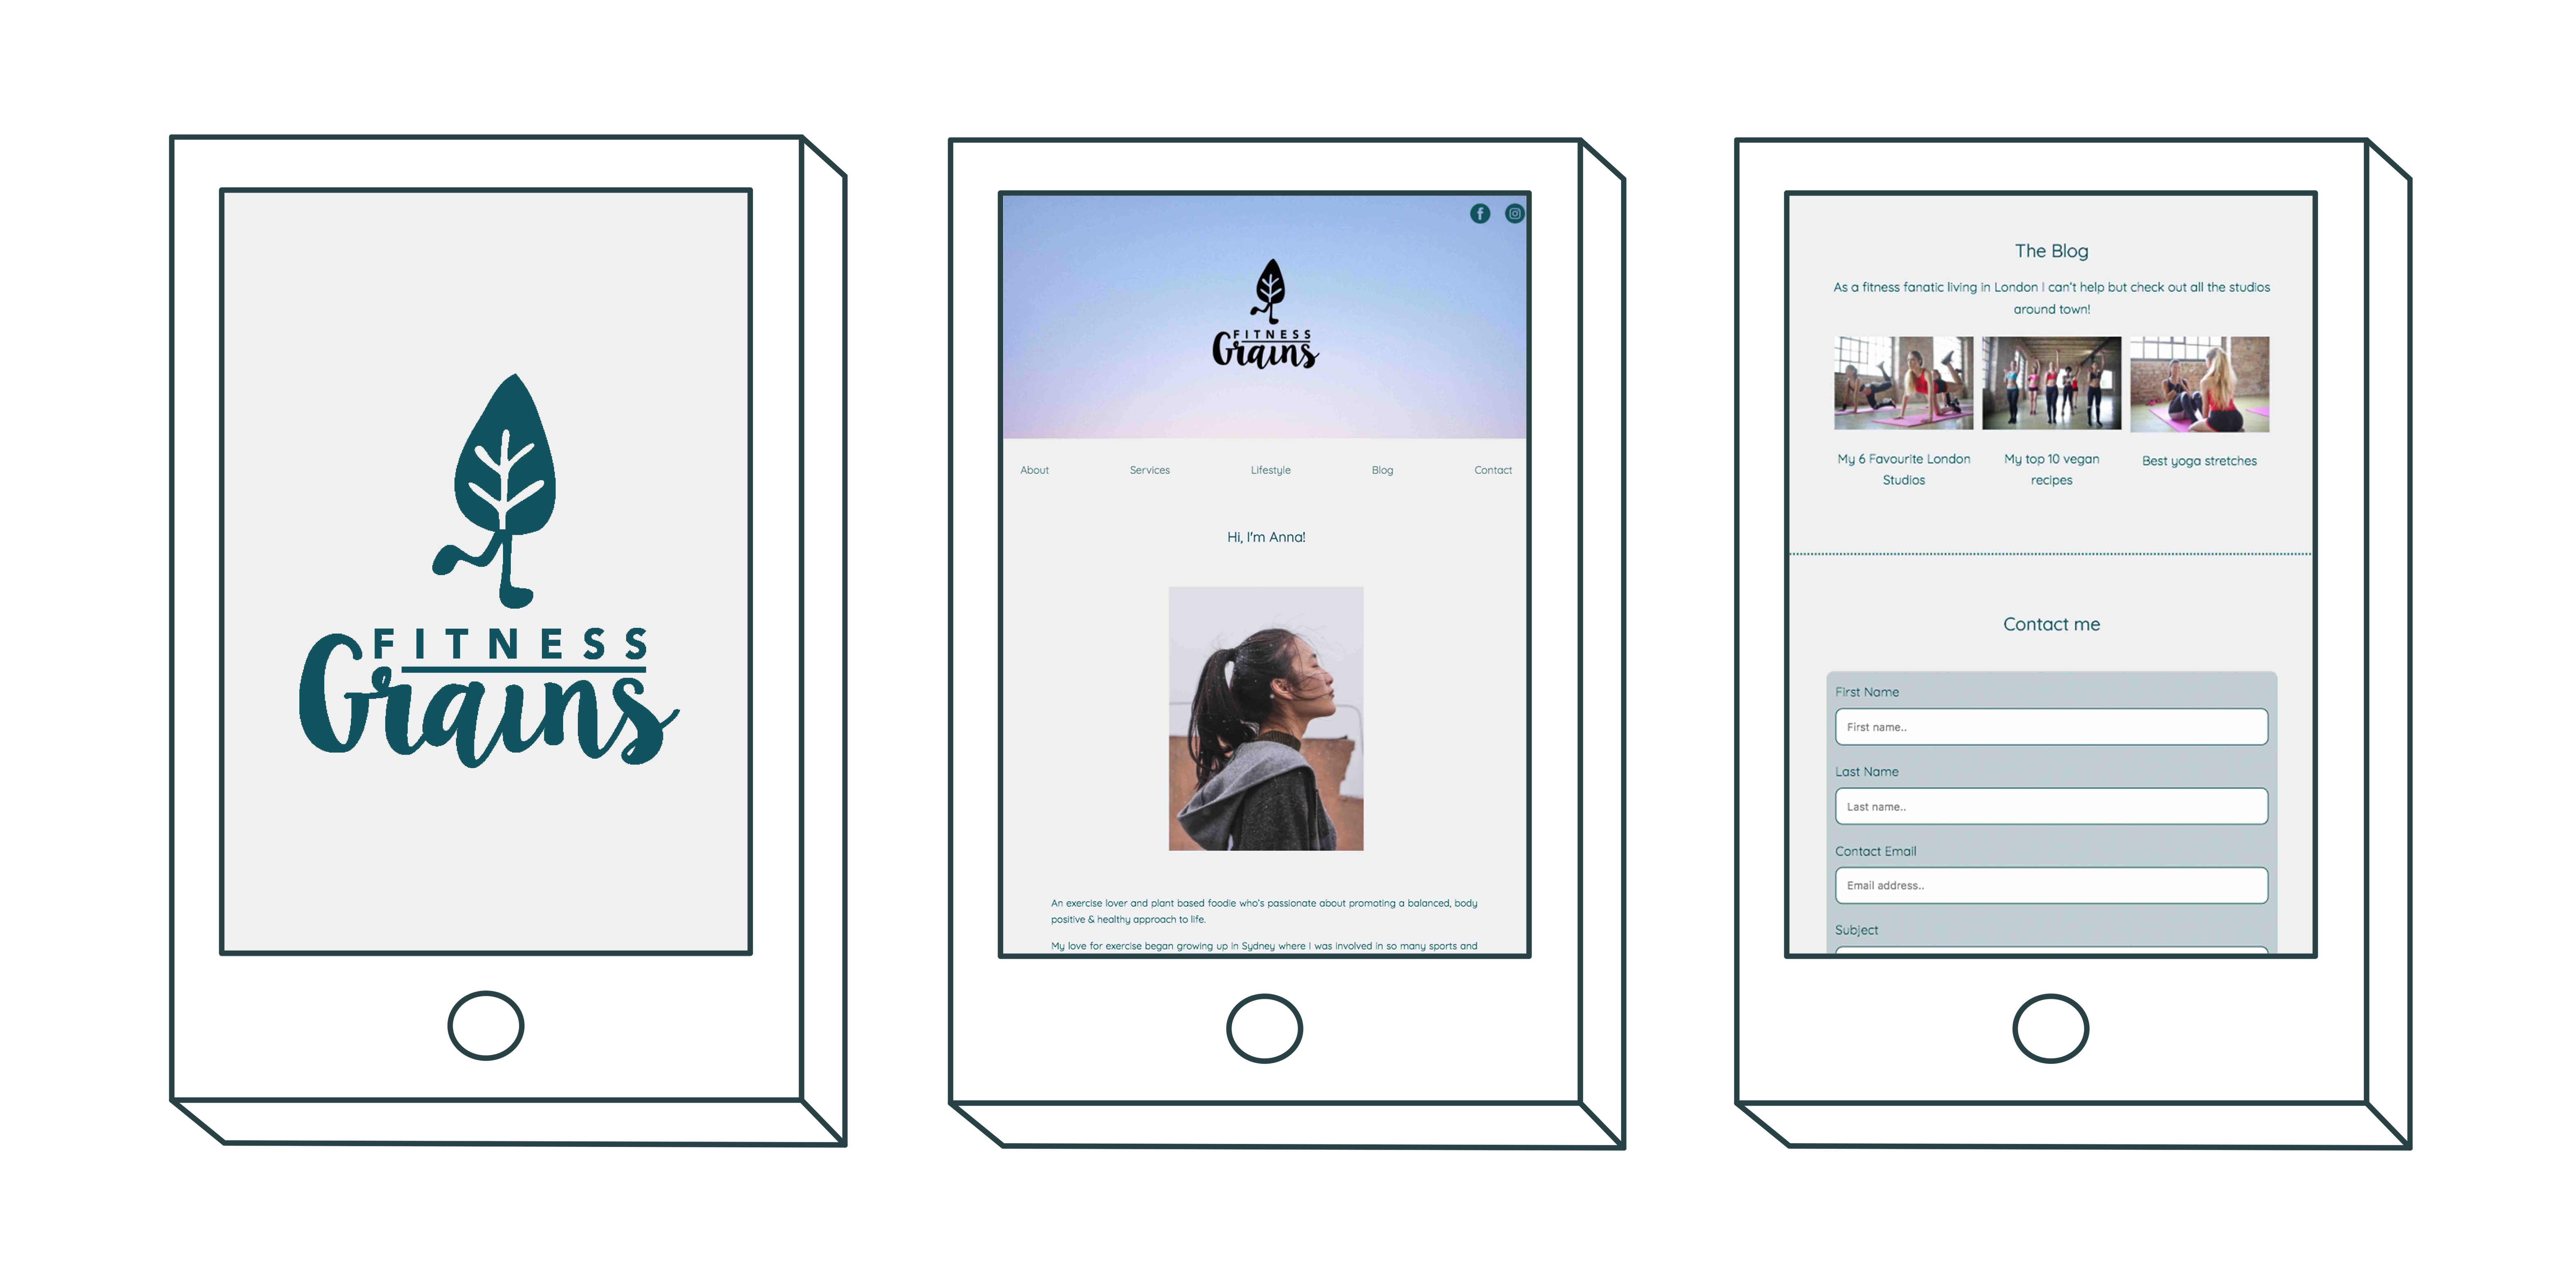 FITNESS
Grains
FITNESS
Grains
About Services Lifestyle Blog Contact
Hi, I'm Anna!
An exercise lover and plant based foodie who's passionate about promoting a balanced, body
positive & healthy approach to life.
My love for exercise began growing up in Sydney where I was involved in so many sports and
The Blog
As a fitness fanatic living in London I can't help but check out all the studios
around town!
My 6 Favourite London
Studios
My top 10 vegan
recipes
Best yoga stretches
Contact me
First Name
First name..
Last Name
Last name..
Contact Email
Email address..
Subject